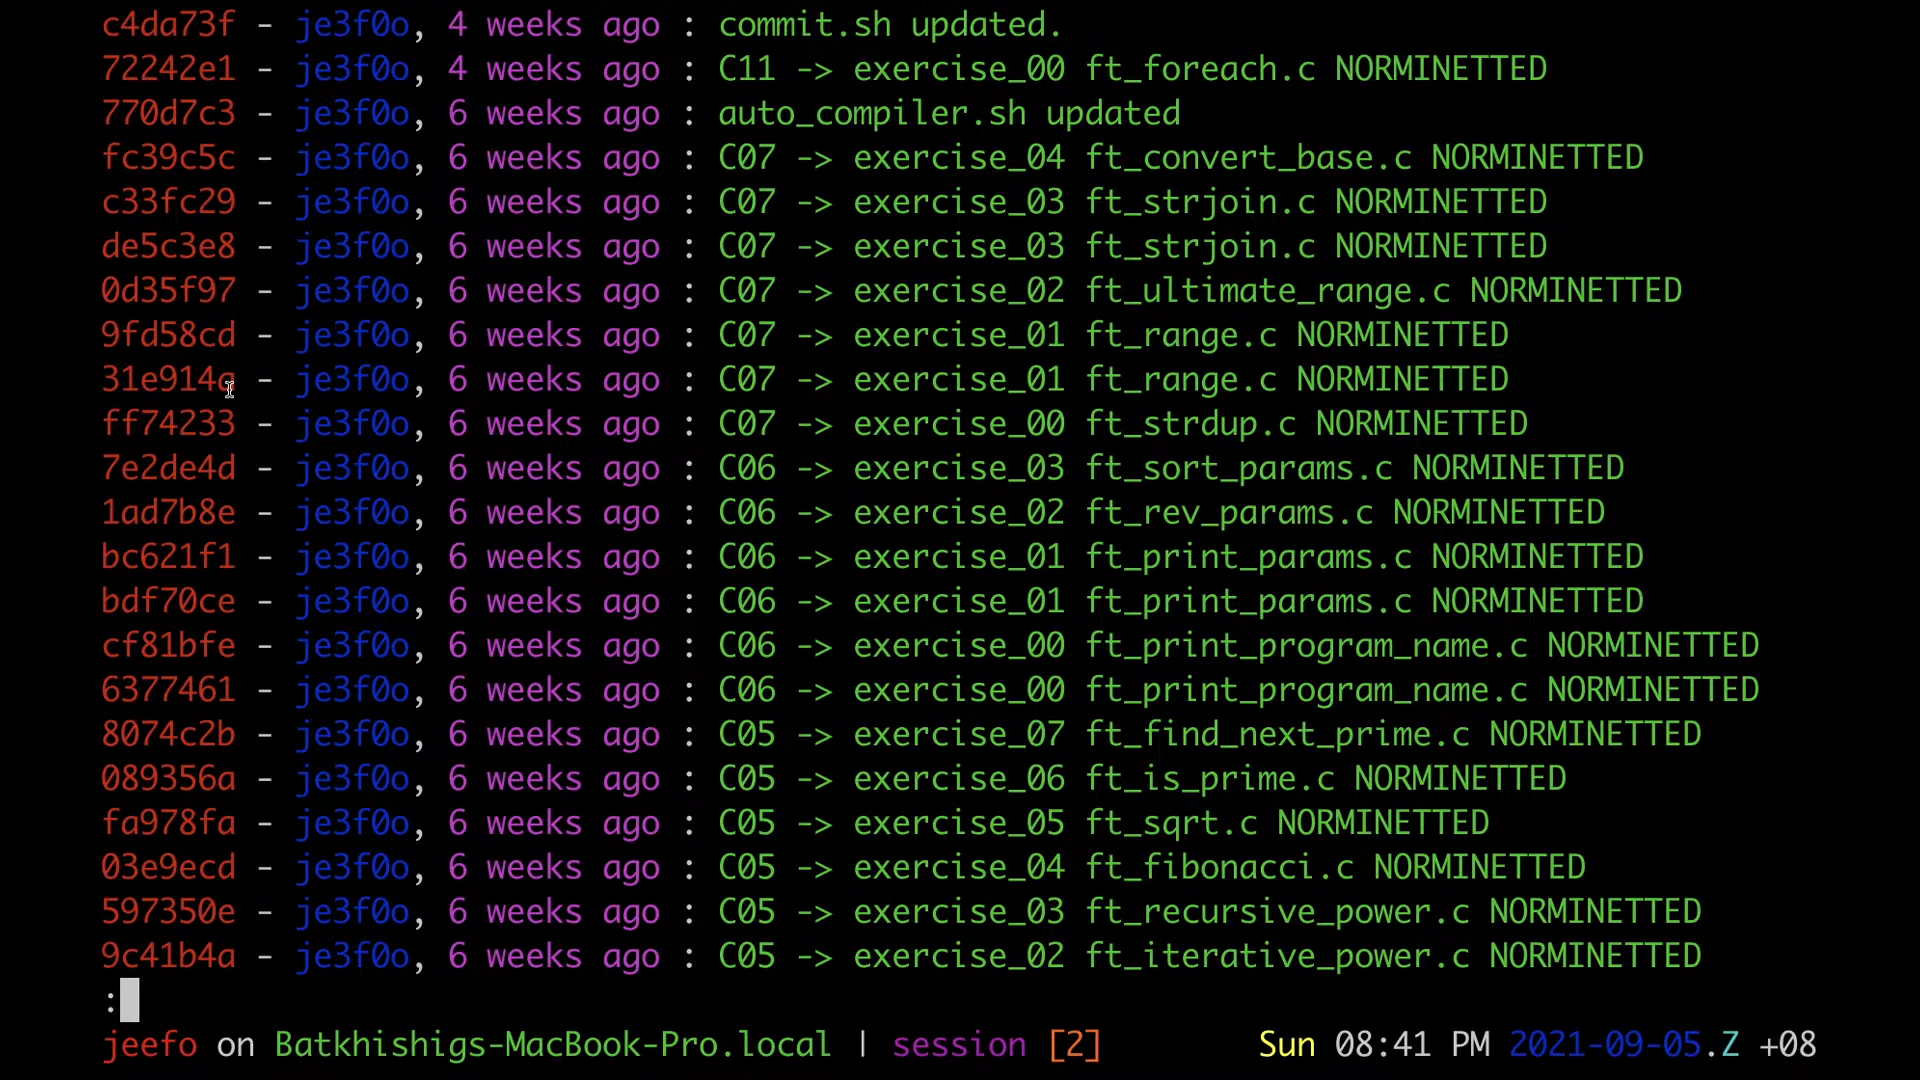 c4da73f - je3f0o, 4 weeks ago : commit.sh updated.
72242e1 - je3f0o, 4 weeks ago : C11 -> exercise_00 ft_foreach.c NORMINETTED
770d7c3 - je3f0o, 6 weeks ago : auto_compiler.sh updated
fc39c5c - je3f0o, 6 weeks ago : C07 -> exercise_04 ft_convert_base.c NORMINETTED
c33fc29 - je3f0o, 6 weeks ago : C07 -> exercise_03 ft_strjoin.c NORMINETTED
de5c3e8 - je3f0o, 6 weeks ago : C07 -> exercise_03 ft_strjoin.c NORMINETTED
0d35f97 - je3f0o, 6 weeks ago : C07 -> exercise_02 ft_ultimate_range.c NORMINETTED
9fd58cd - je3f0o, 6 weeks ago : C07 -> exercise_01 ft_range.c NORMINETTED
31e914a - je3f0o, 6 weeks ago : C07 -> exercise_01 ft_range.c NORMINETTED
ff74233 - je3f0o, 6 weeks ago : C07 -> exercise_00 ft_strdup.c NORMINETTED
7e2de4d - je3f0o, 6 weeks ago : C06 -> exercise_03 ft_sort_params.c NORMINETTED
1ad7b8e - je3f0o, 6 weeks ago : C06 -> exercise_02 ft_rev_params.c NORMINETTED
bc621f1 - je3f0o, 6 weeks ago : C06 -> exercise_01 ft_print_params.c NORMINETTED
bdf70ce - je3f0o, 6 weeks ago : C06 -> exercise_01 ft_print_params.c NORMINETTED
cf81bfe - je3f0o, 6 weeks ago : C06 -> exercise_00 ft_print_program_name.c NORMINETTED
6377461 - je3f0o, 6 weeks ago : C06 -> exercise_00 ft_print_program_name.c NORMINETTED
8074c2b - je3f0o, 6 weeks ago : C05 -> exercise_07 ft_find_next_prime.c NORMINETTED
089356a - je3f0o, 6 weeks ago : C05 -> exercise_06 ft_is_prime.c NORMINETTED
fa978fa - je3f0o, 6 weeks ago : C05 -> exercise_05 ft_sqrt.c NORMINETTED
03e9ecd - je3f0o, 6 weeks ago : C05 -> exercise_04 ft_fibonacci.c NORMINETTED
597350e - je3f0o, 6 weeks ago : C05 -> exercise_03 ft_recursive_power.c NORMINETTED
9c41b4a - je3f0o, 6 weeks ago : C05 -> exercise_02 ft_iterative_power.c NORMINETTED
:
jeefo on Batkhishigs-MacBook-Pro.local | session [2] Sun 08:41 PM 2021-09-05.Z +08